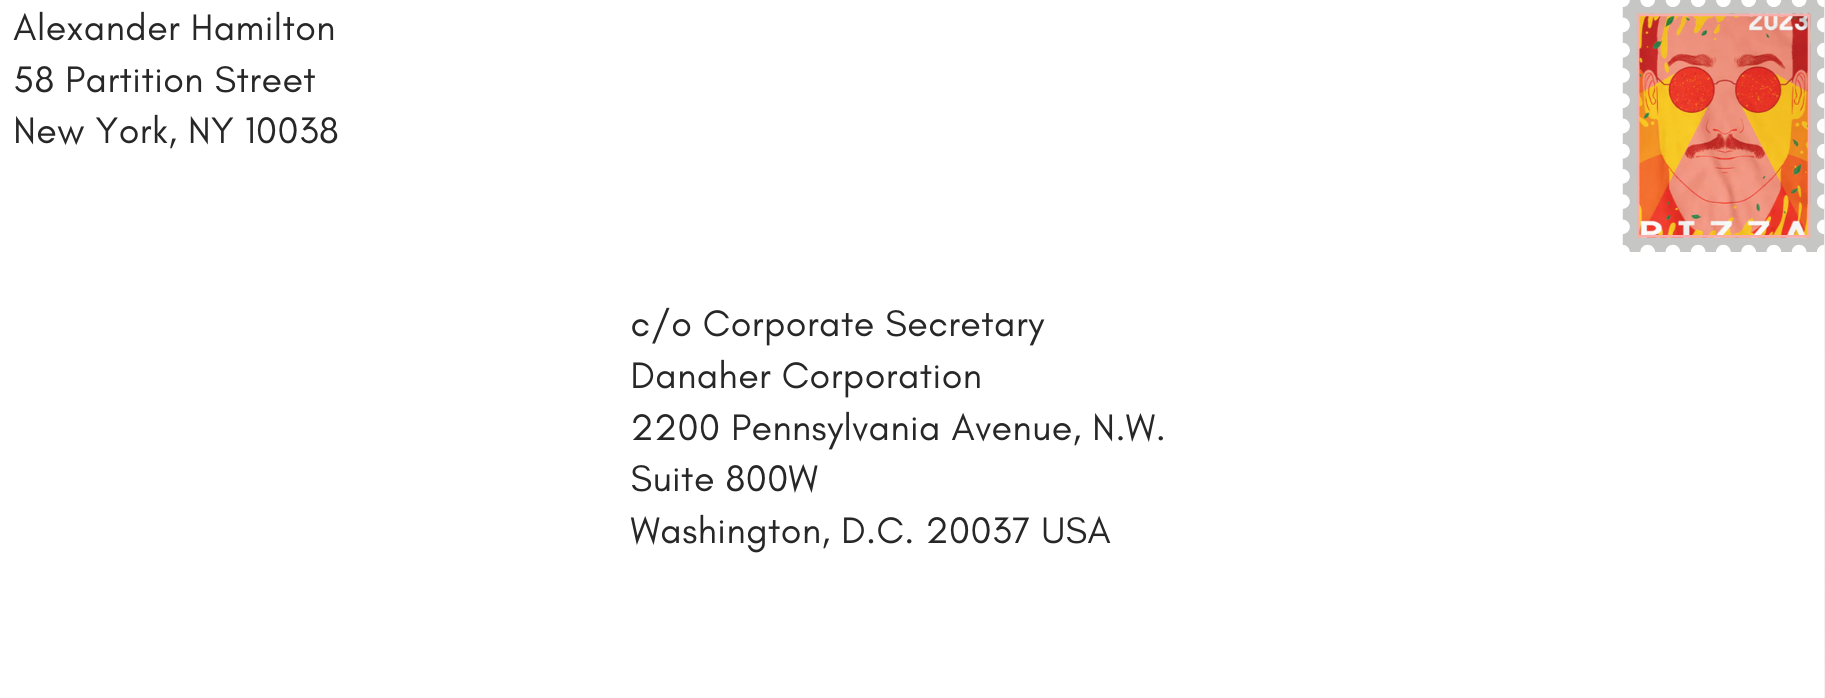 Alexander Hamilton
58 Partition Street
New York, NY 10038
2023
PIZZA
c/o Corporate Secretary
Danaher Corporation
2200 Pennsylvania Avenue, N.W.
Suite 800W
Washington, D.C. 20037 USA